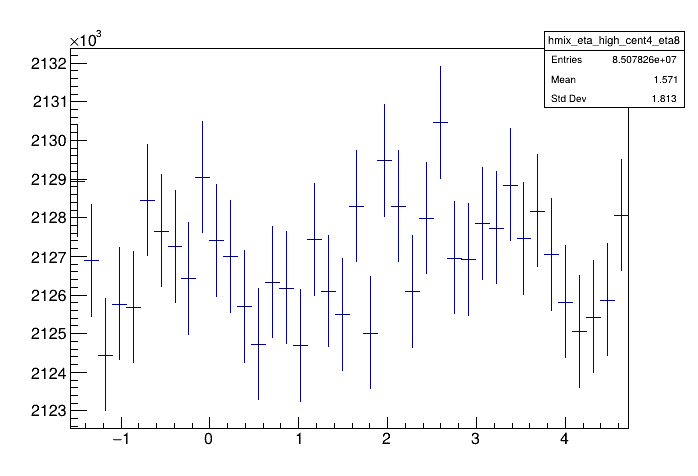 ×10³
hmix_eta_high_cent4_eta8
Entries 8.507826e+07
Mean 1.571
Std Dev 1.813
2132
2131
2130
2129
2128
2127
2126
2125
2124
2123
−1 0 1 2 3 4